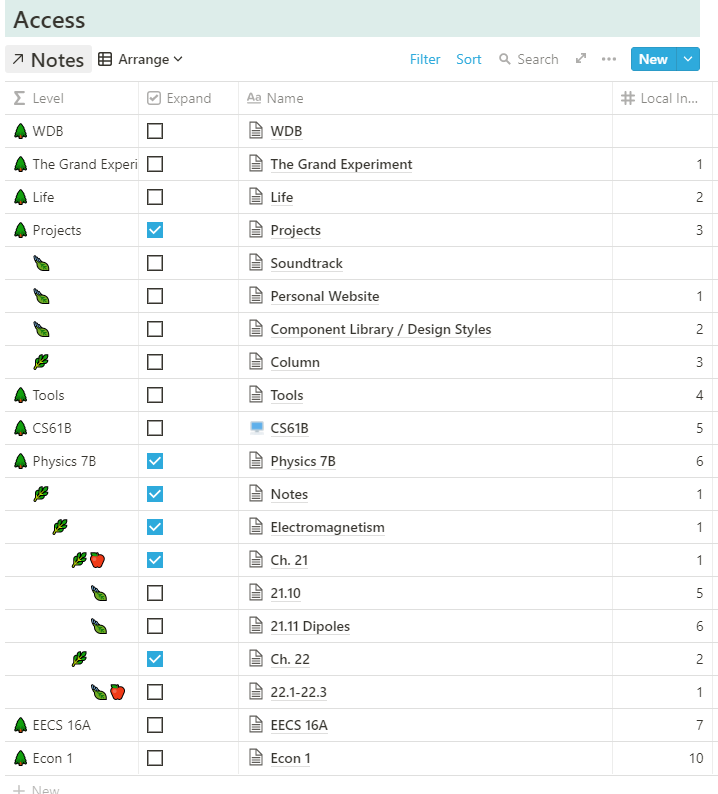 Access
Notes Arrange Filter Sort Search New
Level Expand Aa Name Local In...
WDB WDB
The Grand Experi The Grand Experiment 1
Life Life 2
Projects Projects 3
Soundtrack
Personal Website 1
Component Library / Design Styles 2
Column 3
Tools Tools 4
CS61B CS61B 5
Physics 7B Physics 7B 6
Notes 1
Electromagnetism 1
Ch. 21 1
21.10 5
21.11 Dipoles 6
Ch. 22 2
22.1-22.3 1
EECS 16A EECS 16A 7
Econ 1 Econ 1 10
+ New